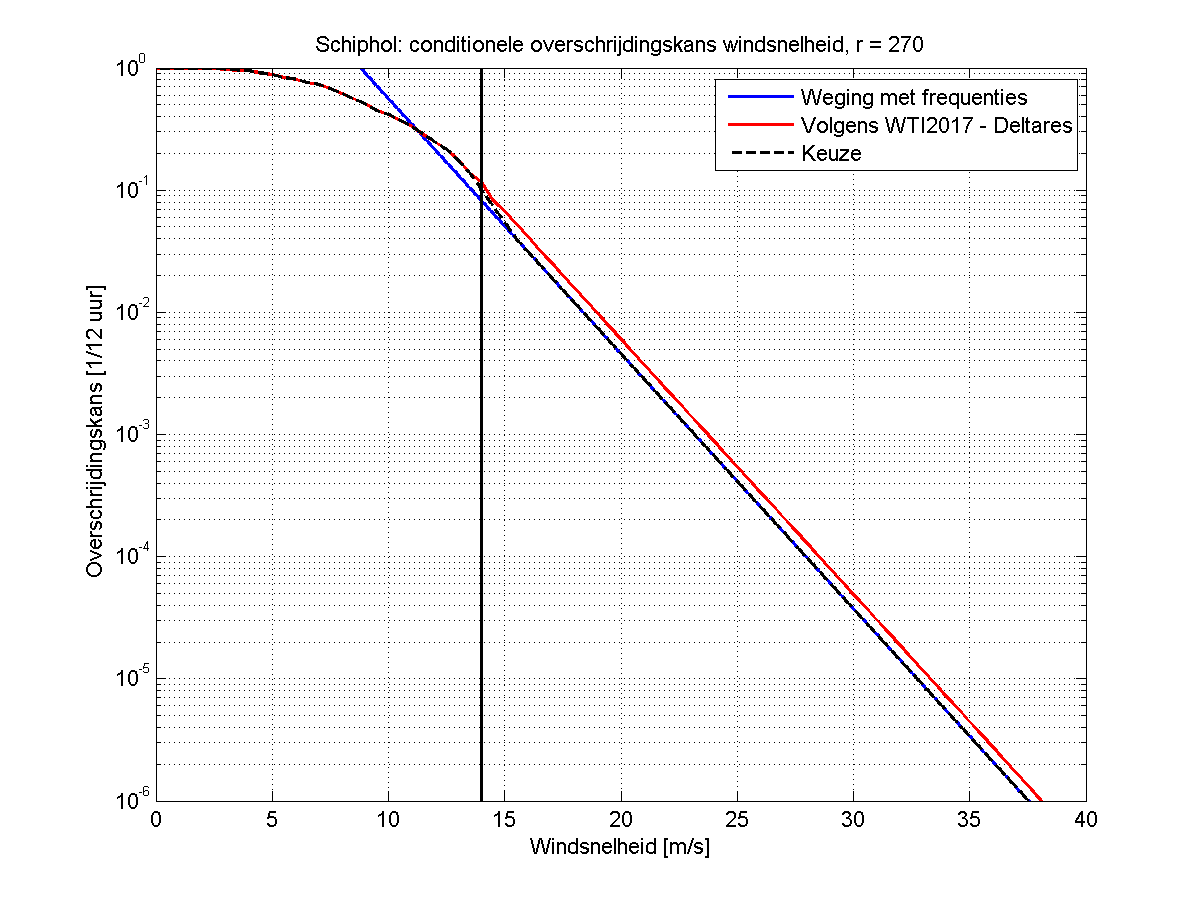 Schiphol: conditionele overschrijdingskans windsnelheid, r = 270
Weging met frequenties
Volgens WTI2017 - Deltares
Keuze
Overschrijdingskans [1/12 uur]
10^0
10^-1
10^-2
10^-3
10^-4
10^-5
10^-6
0 5 10 15 20 25 30 35 40
Windsnelheid [m/s]